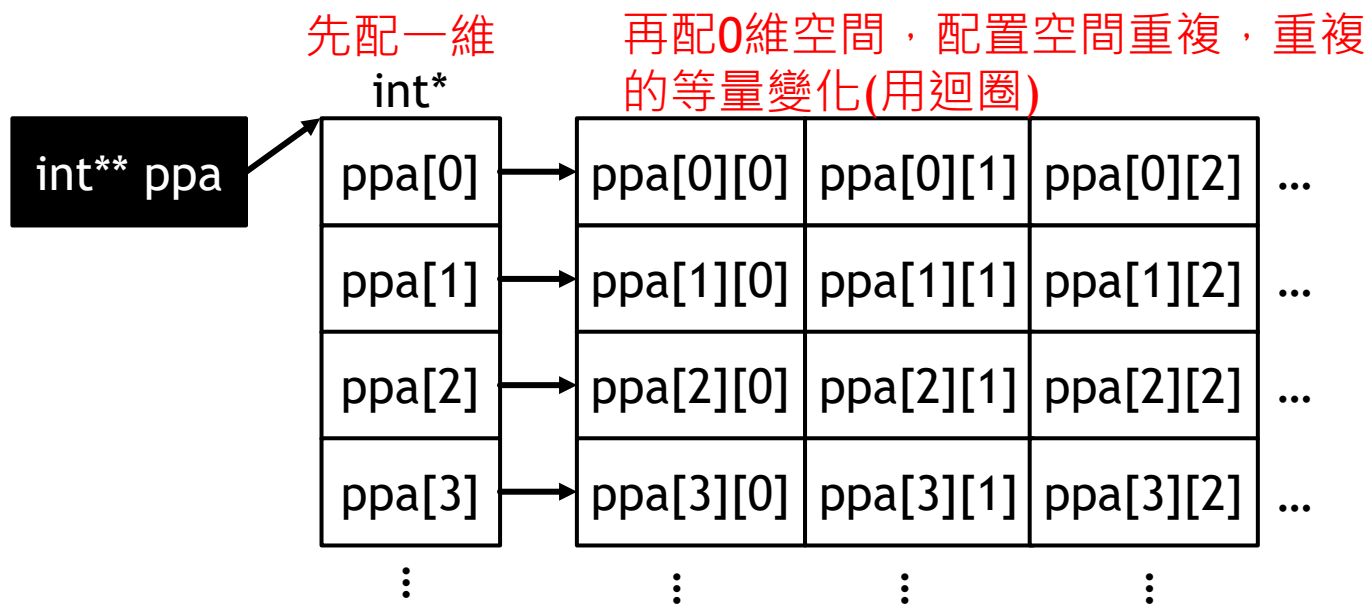 先配一維
int*
再配0維空間，配置空間重複，重複
的等量變化(用迴圈)
int** ppa
ppa[0] ppa[0][0] ppa[0][1] ppa[0][2] ...
ppa[1] ppa[1][0] ppa[1][1] ppa[1][2] ...
ppa[2] ppa[2][0] ppa[2][1] ppa[2][2] ...
ppa[3] ppa[3][0] ppa[3][1] ppa[3][2] ...
... ... ... ...